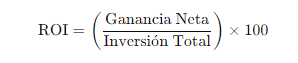 ROI = ( Ganancia Neta / Inversión Total ) × 100